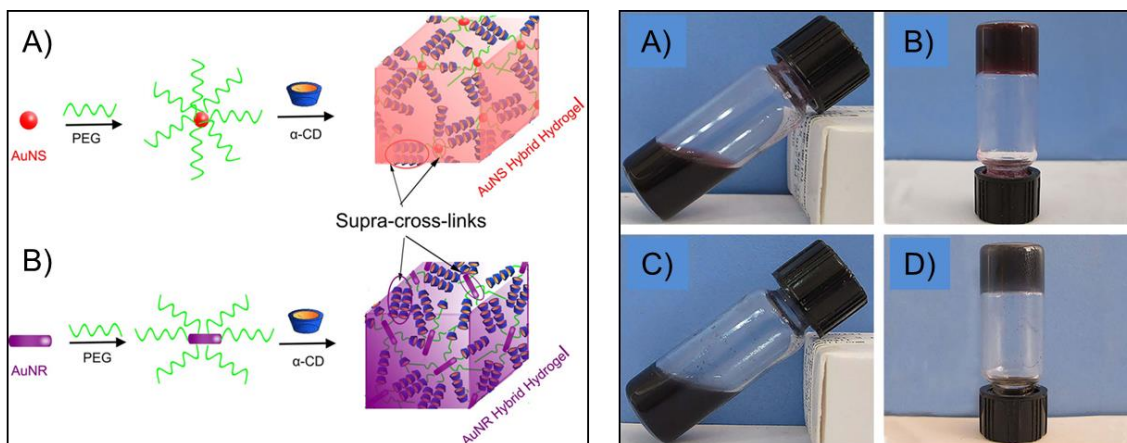 A)
AuNS
PEG
α-CD
AuNS Hybrid Hydrogel
Supra-cross-links
B)
AuNR
PEG
α-CD
AuNR Hybrid Hydrogel
A)
B)
C)
D)